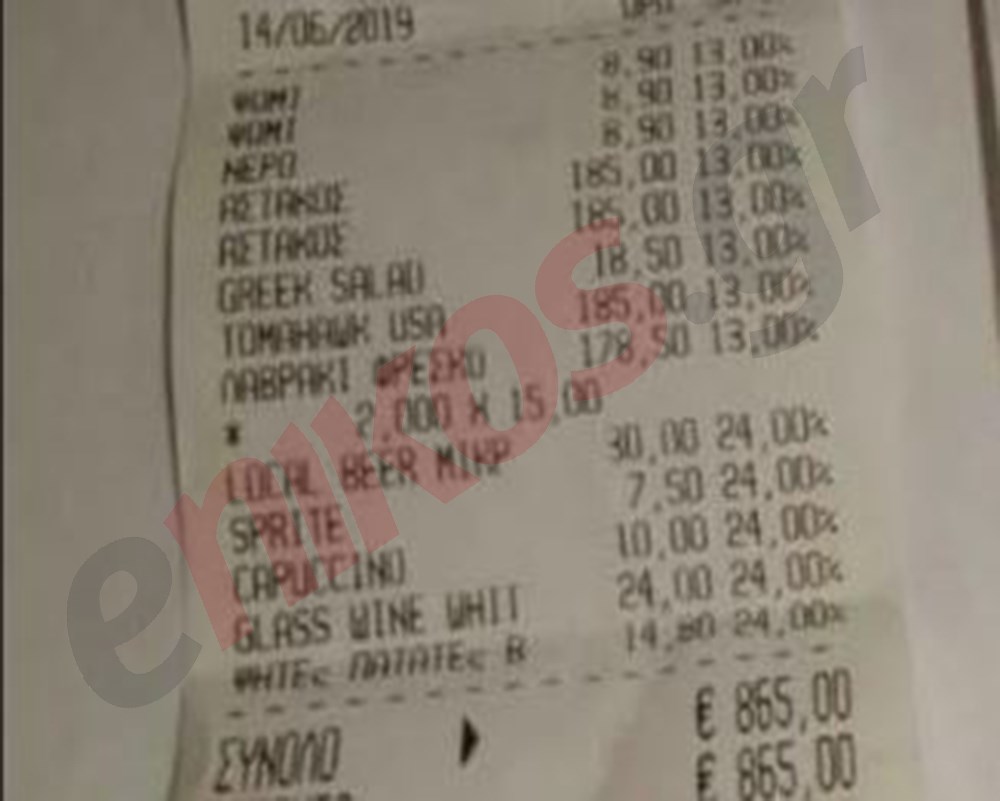 14/06/2019
ΨΩΜΙ 8,90 13,00%
ΨΩΜΙ 8,90 13,00%
ΝΕΡΟ 8,90 13,00%
ΑΣΤΑΚΟΣ 185,00 13,00%
ΑΣΤΑΚΟΣ 185,00 13,00%
GREEK SALAD 18,50 13,00%
TOMAHAWK USA 185,00 13,00%
ΛΑΒΡΑΚΙ ΦΡΕΣΚΟ 178,50 13,00%
* 2,000 X 15,00
LOCAL BEER ΜΙΚΡ 30,00 24,00%
SPRITE 7,50 24,00%
CAPUCCINO 10,00 24,00%
GLASS WINE WHIT 24,00 24,00%
ΨΗΤΕς ΠΑΤΑΤΕς Β 14,80 24,00%
ΣΥΝΟΛΟ € 865,00
€ 865,00
enikos.gr